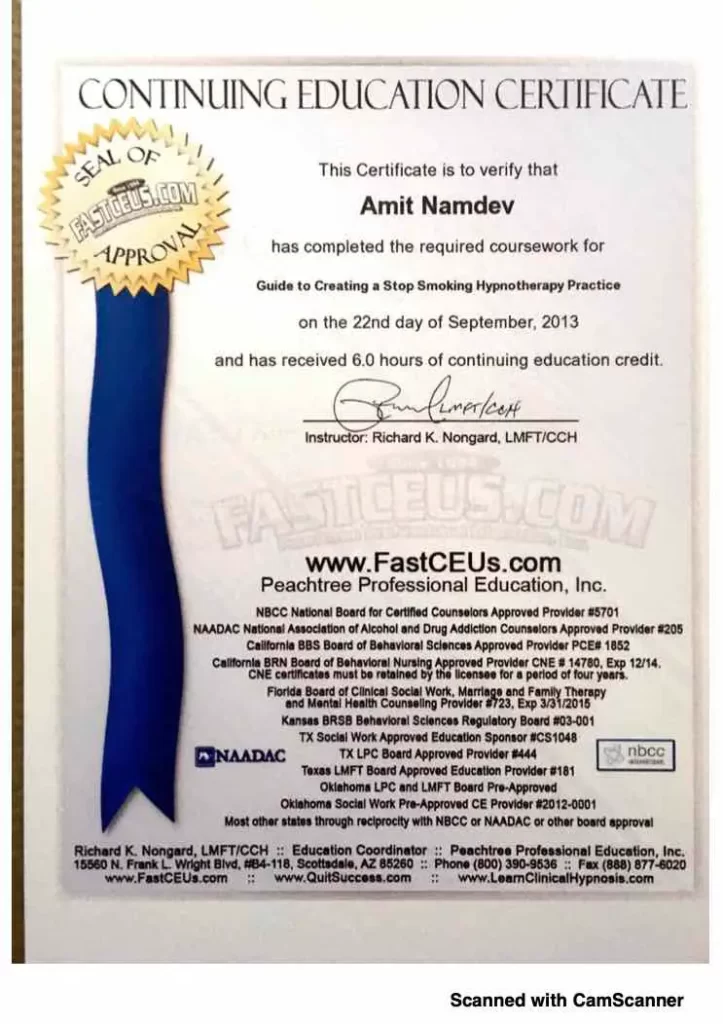 CONTINUING EDUCATION CERTIFICATE
SEAL OF
FASTCEUS.COM
APPROVAL
This Certificate is to verify that
Amit Namdev
has completed the required coursework for
Guide to Creating a Stop Smoking Hypnotherapy Practice
on the 22nd day of September, 2013
and has received 6.0 hours of continuing education credit.
LMFT/CCH
Instructor: Richard K. Nongard, LMFT/CCH
FASTCEUS.COM
www.FastCEUs.com
Peachtree Professional Education, Inc.
NBCC National Board for Certified Counselors Approved Provider #5701
NAADAC National Association of Alcohol and Drug Addiction Counselors Approved Provider #205
California BBS Board of Behavioral Sciences Approved Provider PCE# 1852
California BRN Board of Behavioral Nursing Approved Provider CNE # 14780, Exp 12/14.
CNE certificates must be retained by the licensee for a period of four years.
Florida Board of Clinical Social Work, Marriage and Family Therapy
and Mental Health Counseling Provider #723, Exp 3/31/2015
Kansas BRSB Behavioral Sciences Regulatory Board #03-001
TX Social Work Approved Education Sponsor #CS1048
NAADAC
TX LPC Board Approved Provider #444
nbcc
Texas LMFT Board Approved Education Provider #181
Oklahoma LPC and LMFT Board Pre-Approved
Oklahoma Social Work Pre-Approved CE Provider #2012-0001
Most other states through reciprocity with NBCC or NAADAC or other board approval
Richard K. Nongard, LMFT/CCH :: Education Coordinator :: Peachtree Professional Education, Inc.
15560 N. Frank L. Wright Blvd, #B4-118, Scottsdale, AZ 85260 :: Phone (800) 390-9536 :: Fax (888) 877-6020
www.FastCEUs.com :: www.QuitSuccess.com :: www.LearnClinicalHypnosis.com
Scanned with CamScanner